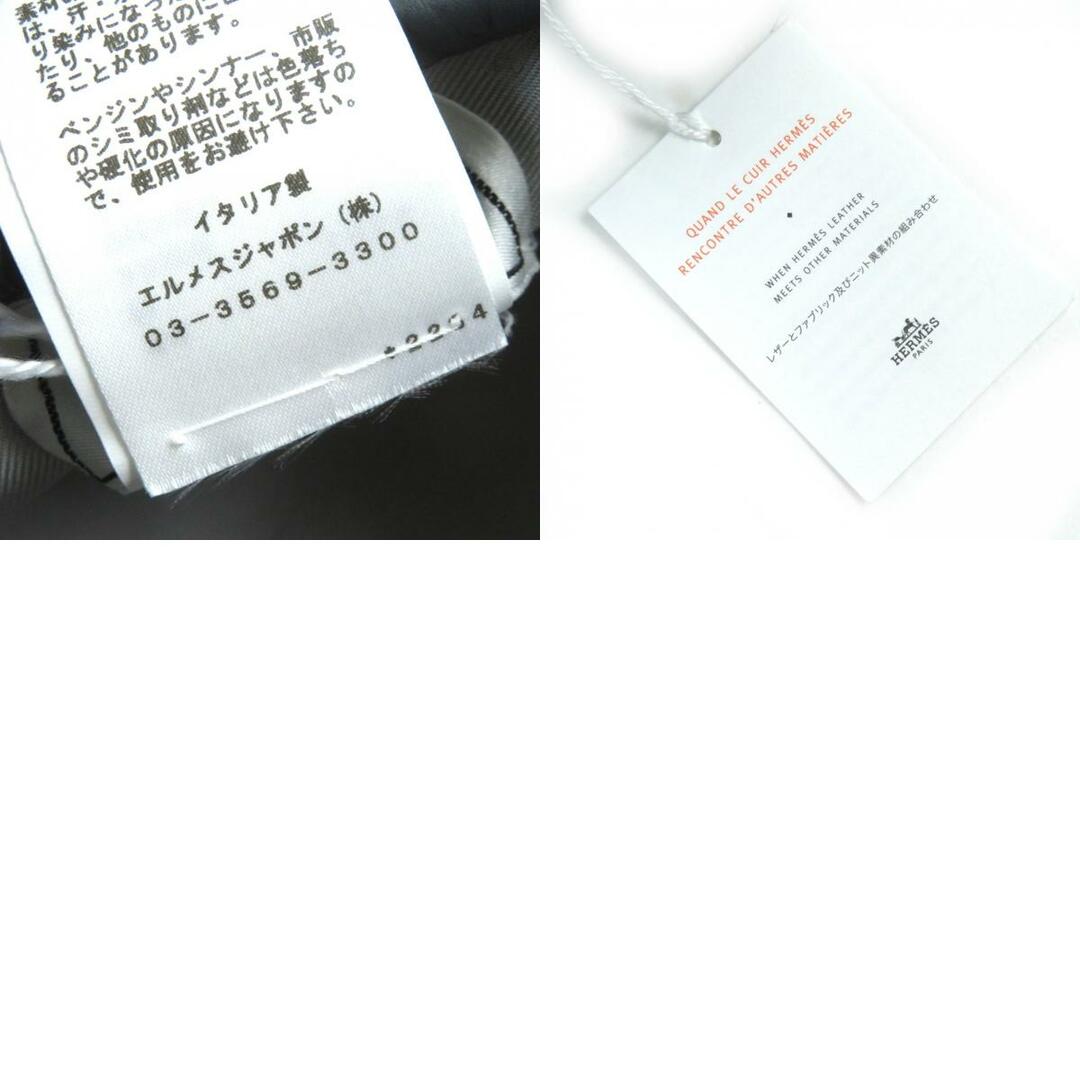 素材
は、汗・
り染みになった
たり、他のものに
ることがあります。
ベンジンやシンナー、市販
のシミ取り剤などは色落ち
や硬化の原因になりますの
で、使用をお避け下さい。
イタリア製
エルメスジャポン（株）
03-3569-3300
QUAND LE CUIR HERMÈS
RENCONTRE D'AUTRES MATIÈRES
WHEN HERMÈS LEATHER
MEETS OTHER MATERIALS
レザーとファブリック及びニット異素材の組み合わせ
HERMÈS
PARIS